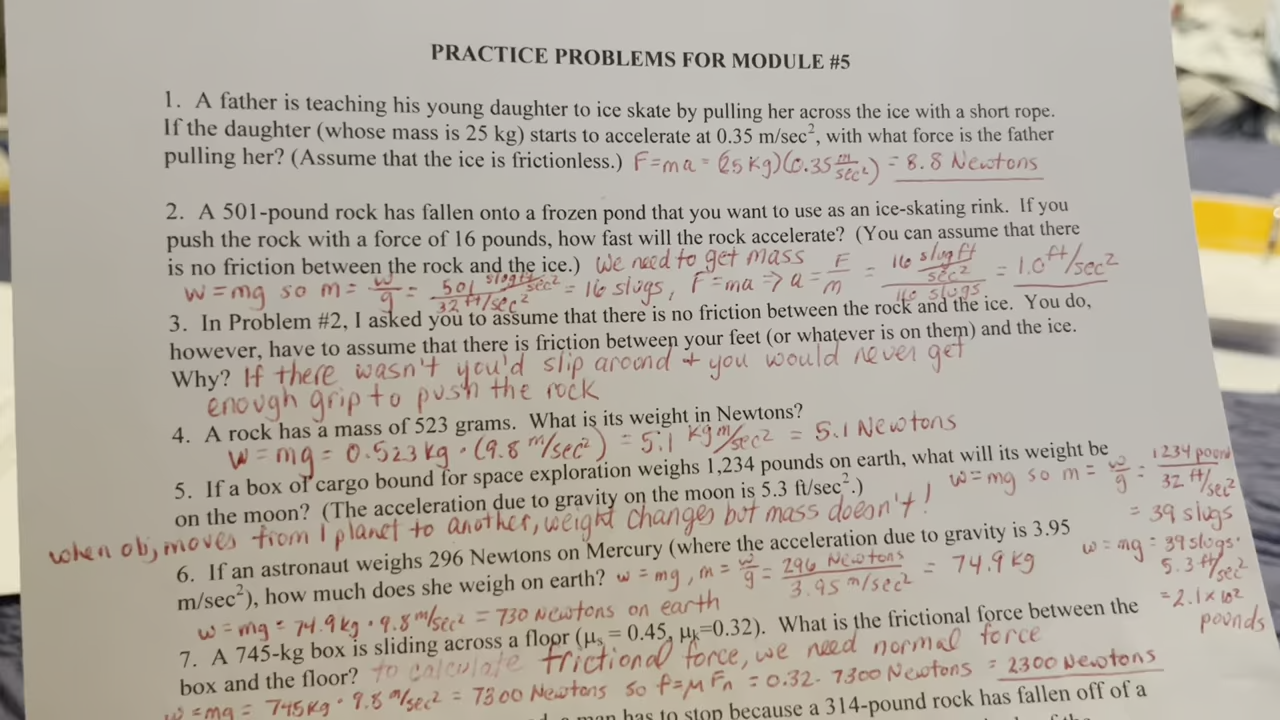 PRACTICE PROBLEMS FOR MODULE #5
1. A father is teaching his young daughter to ice skate by pulling her across the ice with a short rope.
If the daughter (whose mass is 25 kg) starts to accelerate at 0.35 m/sec², with what force is the father
pulling her? (Assume that the ice is frictionless.) F=ma = (25 kg)(0.35 m/sec²) = 8.8 Newtons
2. A 501-pound rock has fallen onto a frozen pond that you want to use as an ice-skating rink. If you
push the rock with a force of 16 pounds, how fast will the rock accelerate? (You can assume that there
is no friction between the rock and the ice.) We need to get mass
w=mg so m= w/g = 501 slug ft/sec² / 32 ft/sec² = 16 slugs, F=ma → a = F/m = 16 slug ft/sec² / 16 slugs = 1.0 ft/sec²
3. In Problem #2, I asked you to assume that there is no friction between the rock and the ice. You do,
however, have to assume that there is friction between your feet (or whatever is on them) and the ice.
Why? If there wasn't you'd slip around + you would never get
enough grip to push the rock
4. A rock has a mass of 523 grams. What is its weight in Newtons?
w=mg = 0.523 kg · (9.8 m/sec²) = 5.1 kg m/sec² = 5.1 Newtons
5. If a box of cargo bound for space exploration weighs 1,234 pounds on earth, what will its weight be
on the moon? (The acceleration due to gravity on the moon is 5.3 ft/sec².) w=mg so m = w/g = 1234 pound / 32 ft/sec²
= 39 slugs
when obj moves from 1 planet to another, weight changes but mass doesn't!
w=mg = 39 slugs · 5.3 ft/sec²
= 2.1 x 10²
pounds
6. If an astronaut weighs 296 Newtons on Mercury (where the acceleration due to gravity is 3.95
m/sec²), how much does she weigh on earth? w = mg, m = w/g = 296 Newtons / 3.95 m/sec² = 74.9 kg
w=mg = 74.9 kg · 9.8 m/sec² = 730 Newtons on earth
7. A 745-kg box is sliding across a floor (μs = 0.45, μk=0.32). What is the frictional force between the
box and the floor? to calculate frictional force, we need normal force
w=mg = 745 kg · 9.8 m/sec² = 7300 Newtons so f=μFn = 0.32 · 7300 Newtons = 2300 Newtons
man has to stop because a 314-pound rock has fallen off of a